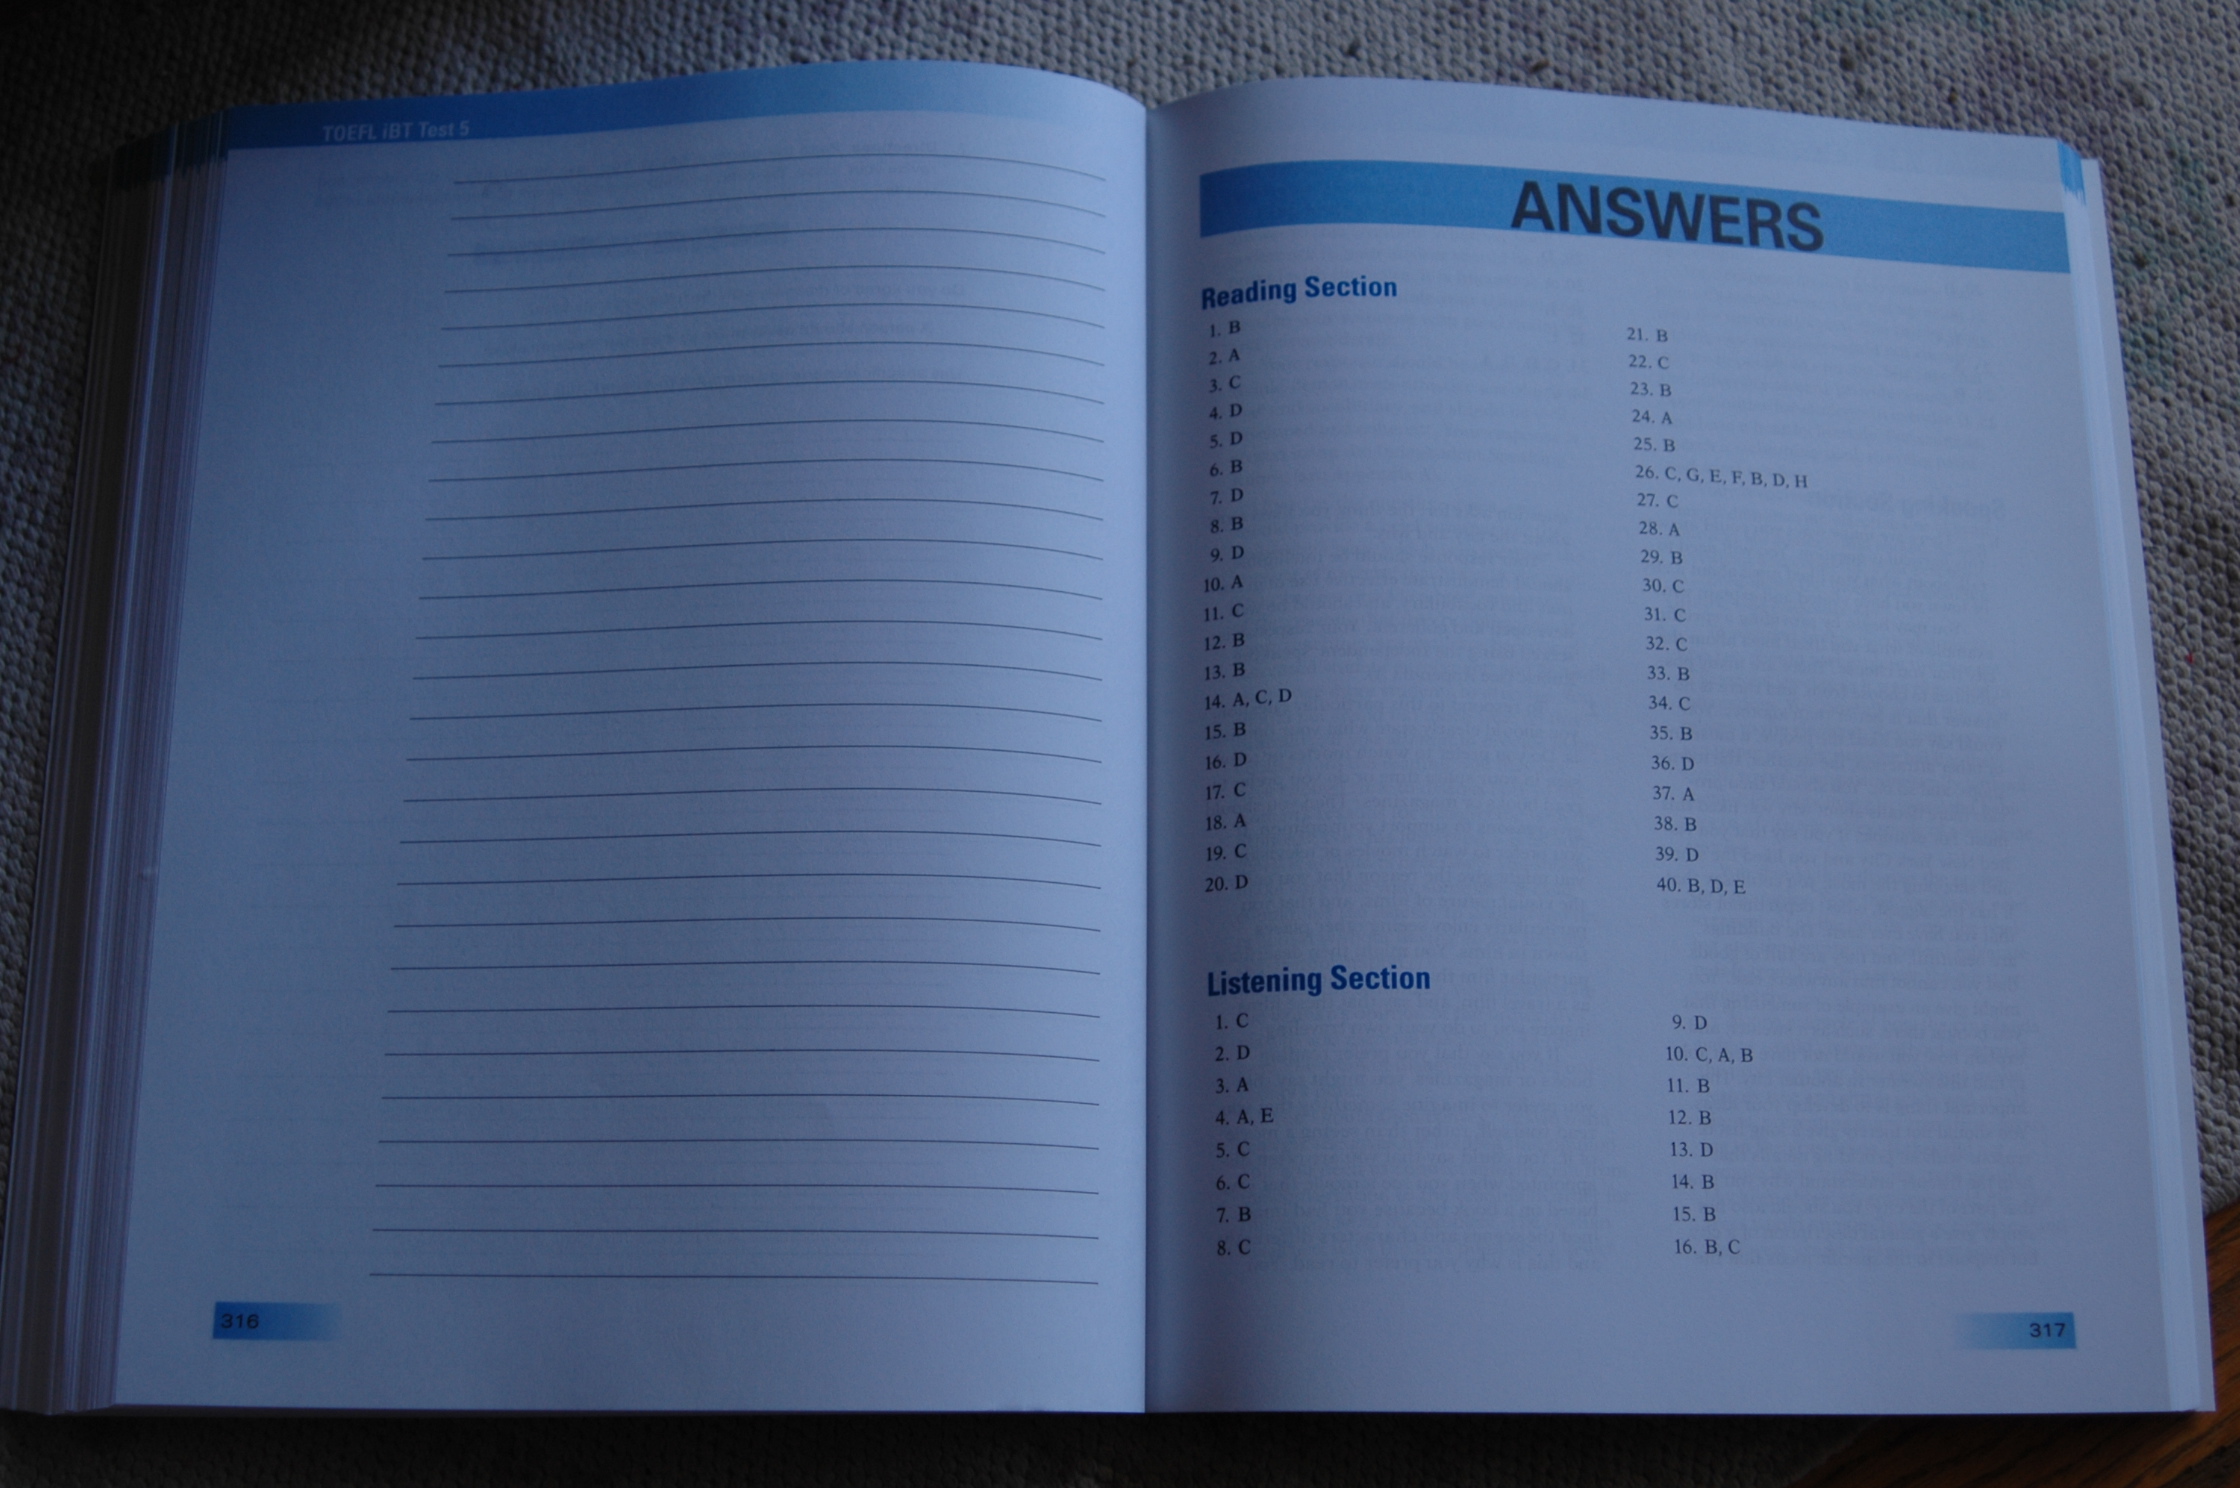 TOEFL iBT Test 5
316
ANSWERS
Reading Section
1. B
2. A
3. C
4. D
5. D
6. B
7. D
8. B
9. D
10. A
11. C
12. B
13. B
14. A, C, D
15. B
16. D
17. C
18. A
19. C
20. D
21. B
22. C
23. B
24. A
25. B
26. C, G, E, F, B, D, H
27. C
28. A
29. B
30. C
31. C
32. C
33. B
34. C
35. B
36. D
37. A
38. B
39. D
40. B, D, E
Listening Section
1. C
2. D
3. A
4. A, E
5. C
6. C
7. B
8. C
9. D
10. C, A, B
11. B
12. B
13. D
14. B
15. B
16. B, C
317